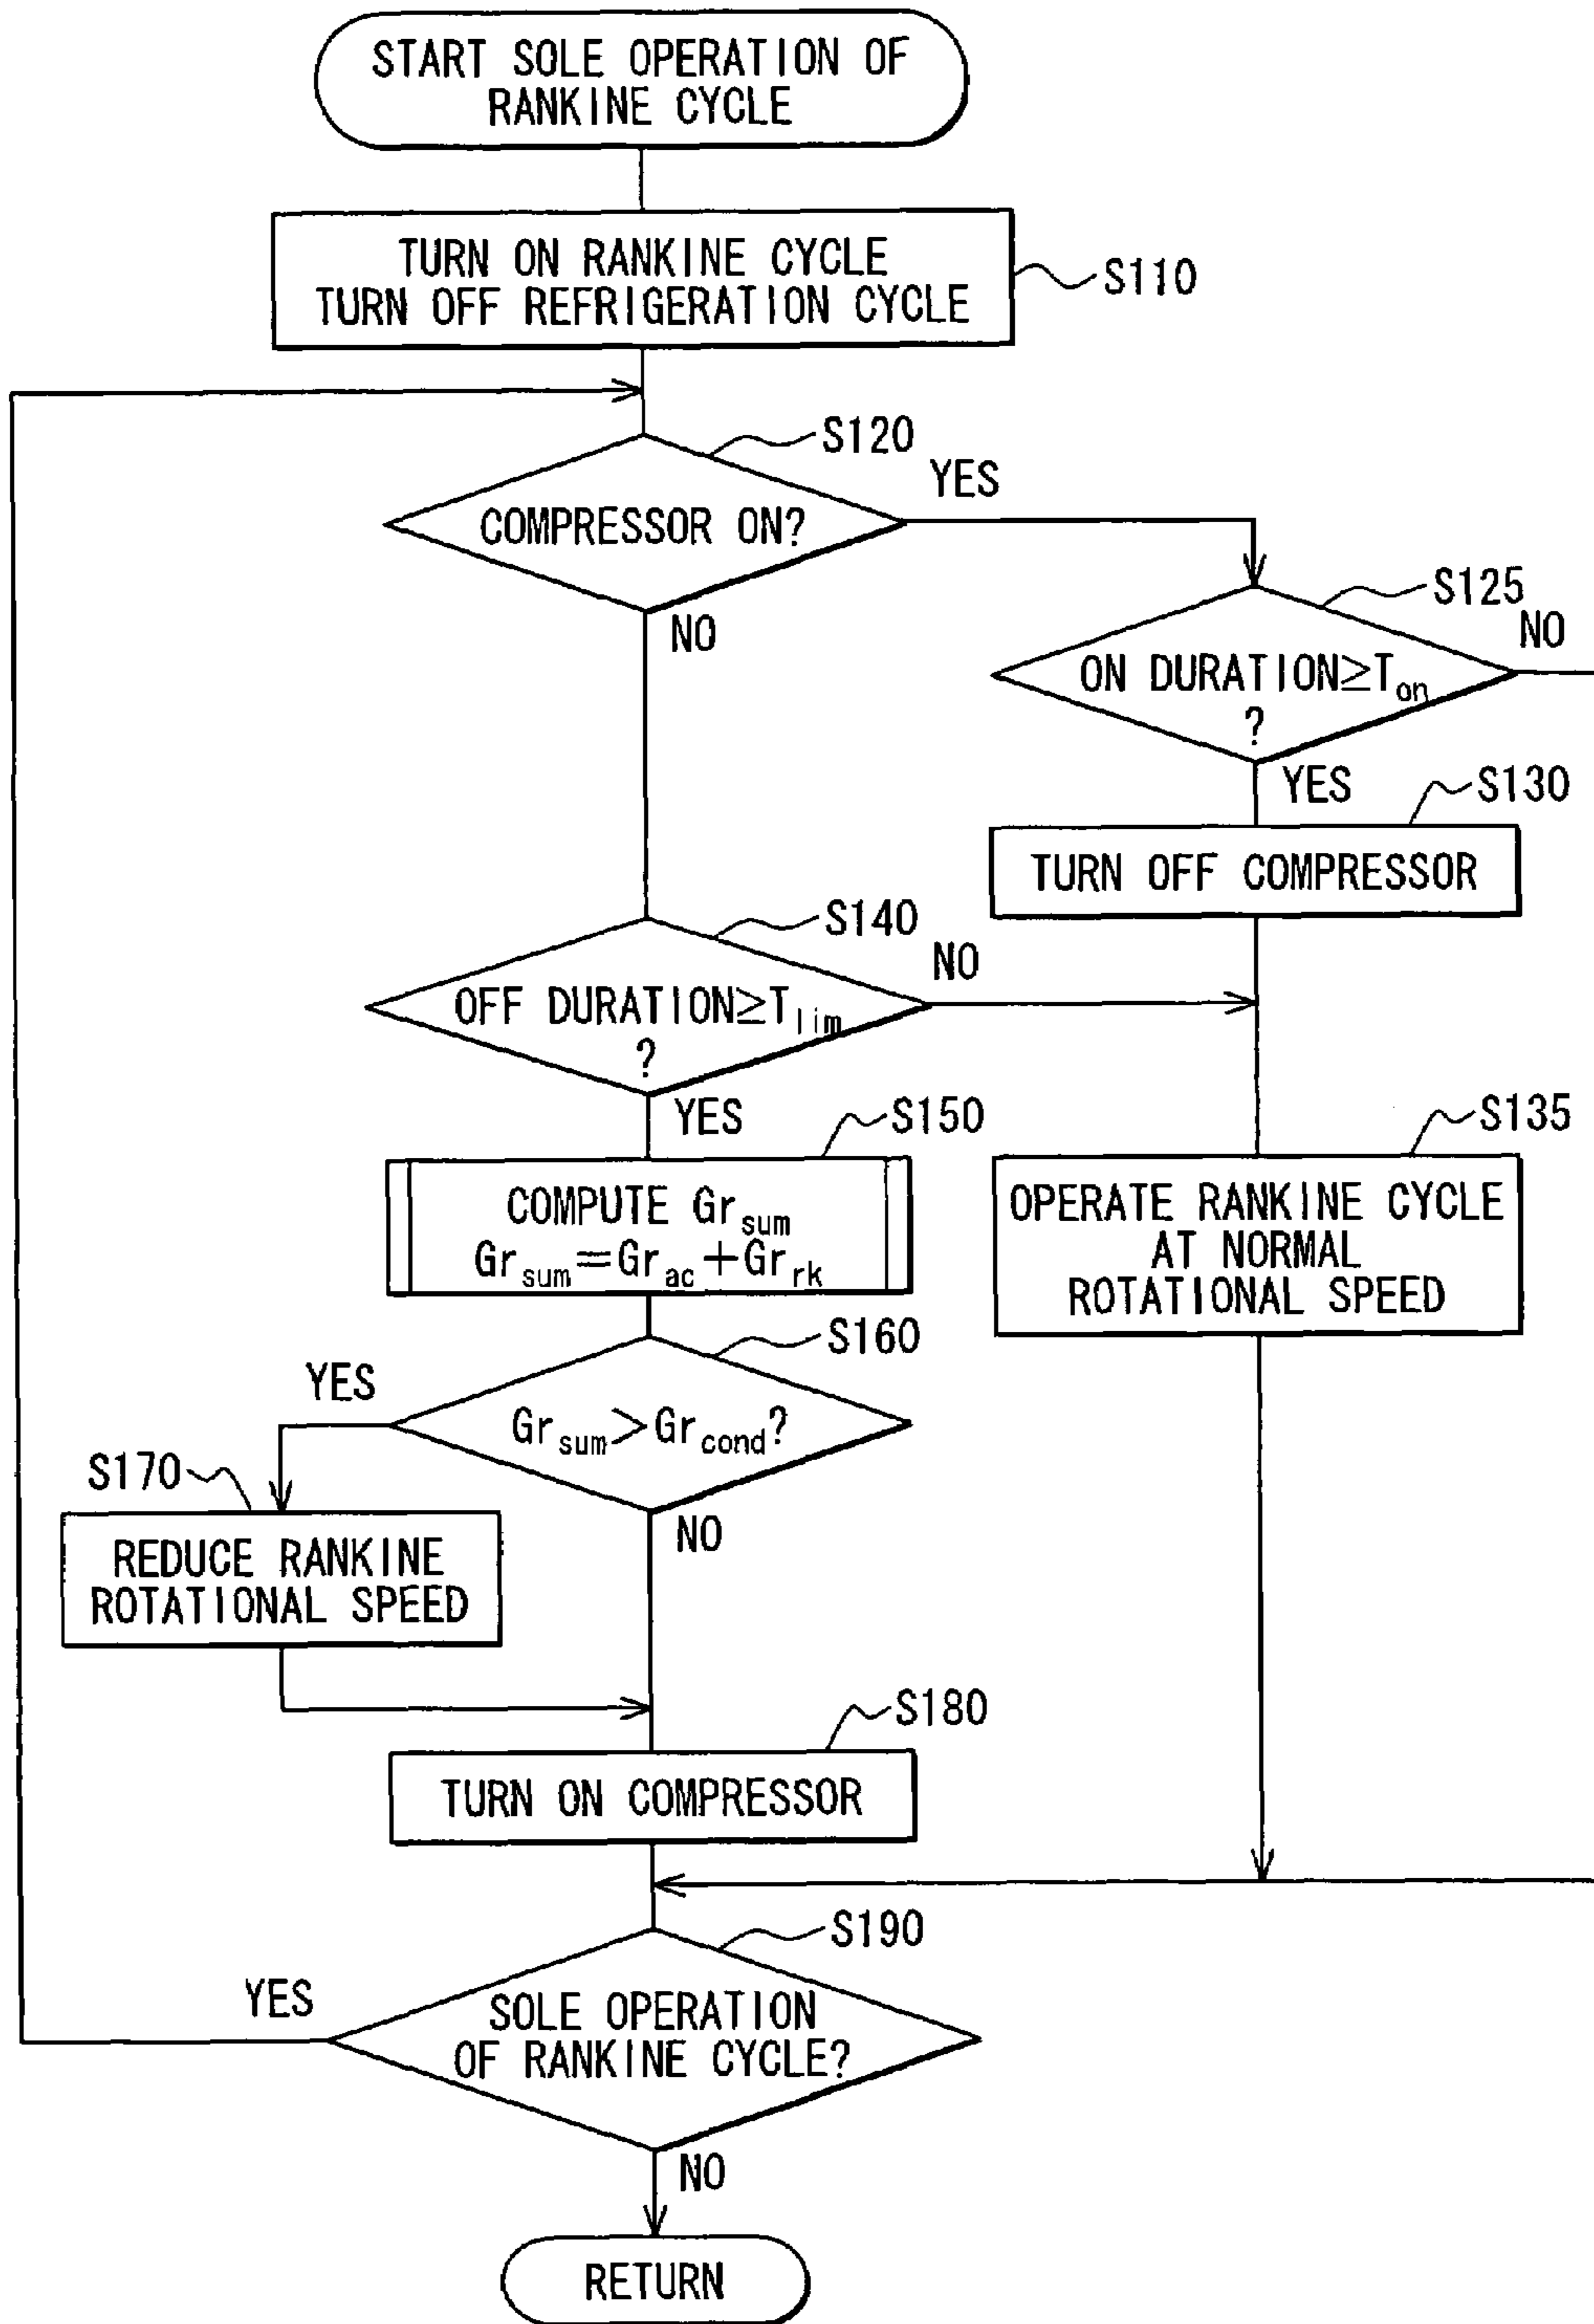 START SOLE OPERATION OF
RANKINE CYCLE
TURN ON RANKINE CYCLE
TURN OFF REFRIGERATION CYCLE
S110
S120
COMPRESSOR ON?
YES
NO
S125
ON DURATION≥Ton
?
NO
YES
S130
TURN OFF COMPRESSOR
S140
OFF DURATION≥Tlim
?
NO
YES
S150
COMPUTE Grsum
Grsum=Grac+Grrk
S135
OPERATE RANKINE CYCLE
AT NORMAL
ROTATIONAL SPEED
S160
Grsum>Grcond?
YES
NO
S170
REDUCE RANKINE
ROTATIONAL SPEED
S180
TURN ON COMPRESSOR
S190
SOLE OPERATION
OF RANKINE CYCLE?
YES
NO
RETURN